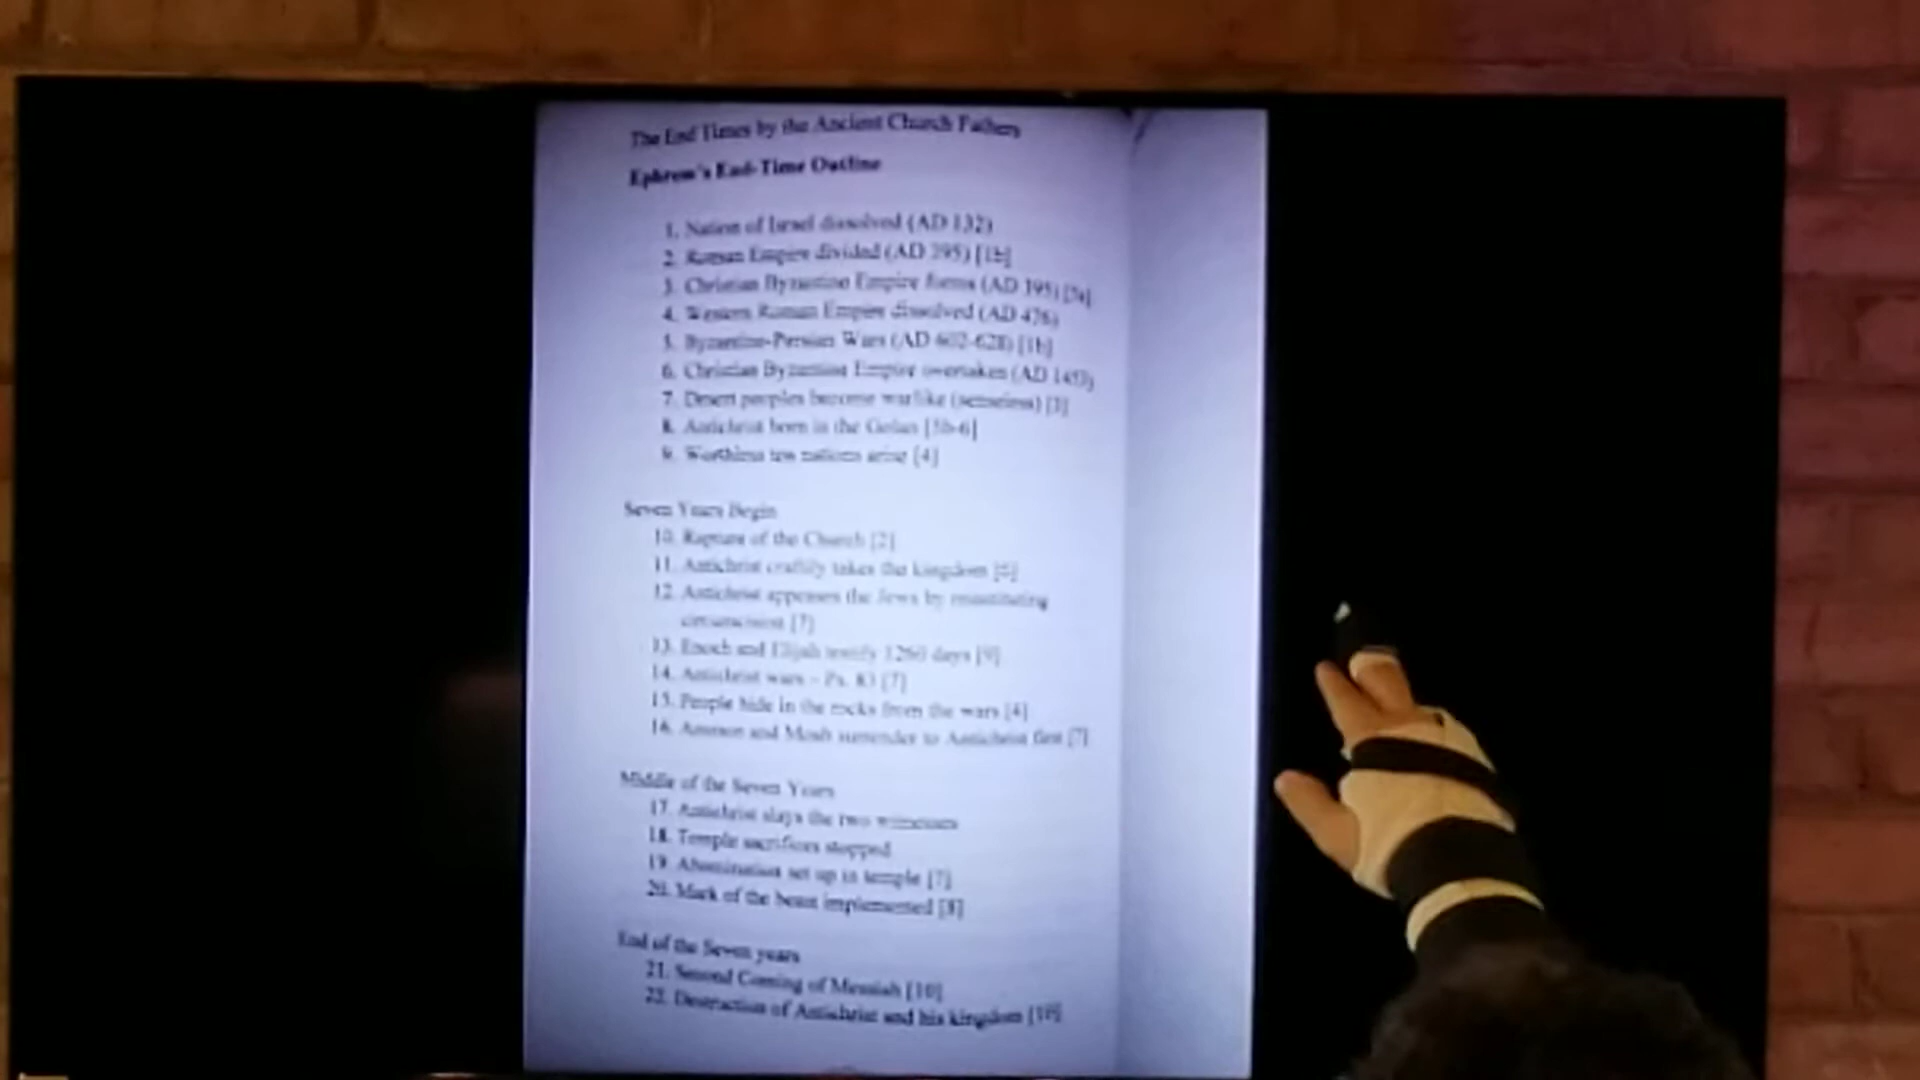 The End Times by the Ancient Church Fathers
Ephrem's End-Time Outline
1. Nation of Israel dissolved (AD 132)
2. Roman Empire divided (AD 395) [1b]
3. Christian Byzantine Empire forms (AD 395) [5a]
4. Western Roman Empire dissolved (AD 476)
5. Byzantine-Persian Wars (AD 602-628) [1b]
6. Christian Byzantine Empire overtaken (AD 1453)
7. Desert peoples become warlike [3]
8. Antichrist born in the Golan [5b-6]
9. Worthless ten nations arise [4]
Seven Years Begin
10. Rapture of the Church [2]
11. Antichrist craftily takes the kingdom [6]
12. Antichrist appeases the Jews by reinstituting
circumcision [7]
13. Enoch and Elijah testify 1260 days [9]
14. Antichrist wars – Ps. 83 [7]
15. People hide in the rocks from the wars [4]
16. Ammon and Moab surrender to Antichrist first [7]
Middle of the Seven Years
17. Antichrist slays the two witnesses
18. Temple sacrifices stopped
19. Abomination set up in temple [7]
20. Mark of the beast implemented [8]
End of the Seven years
21. Second Coming of Messiah [10]
22. Destruction of Antichrist and his kingdom [10]